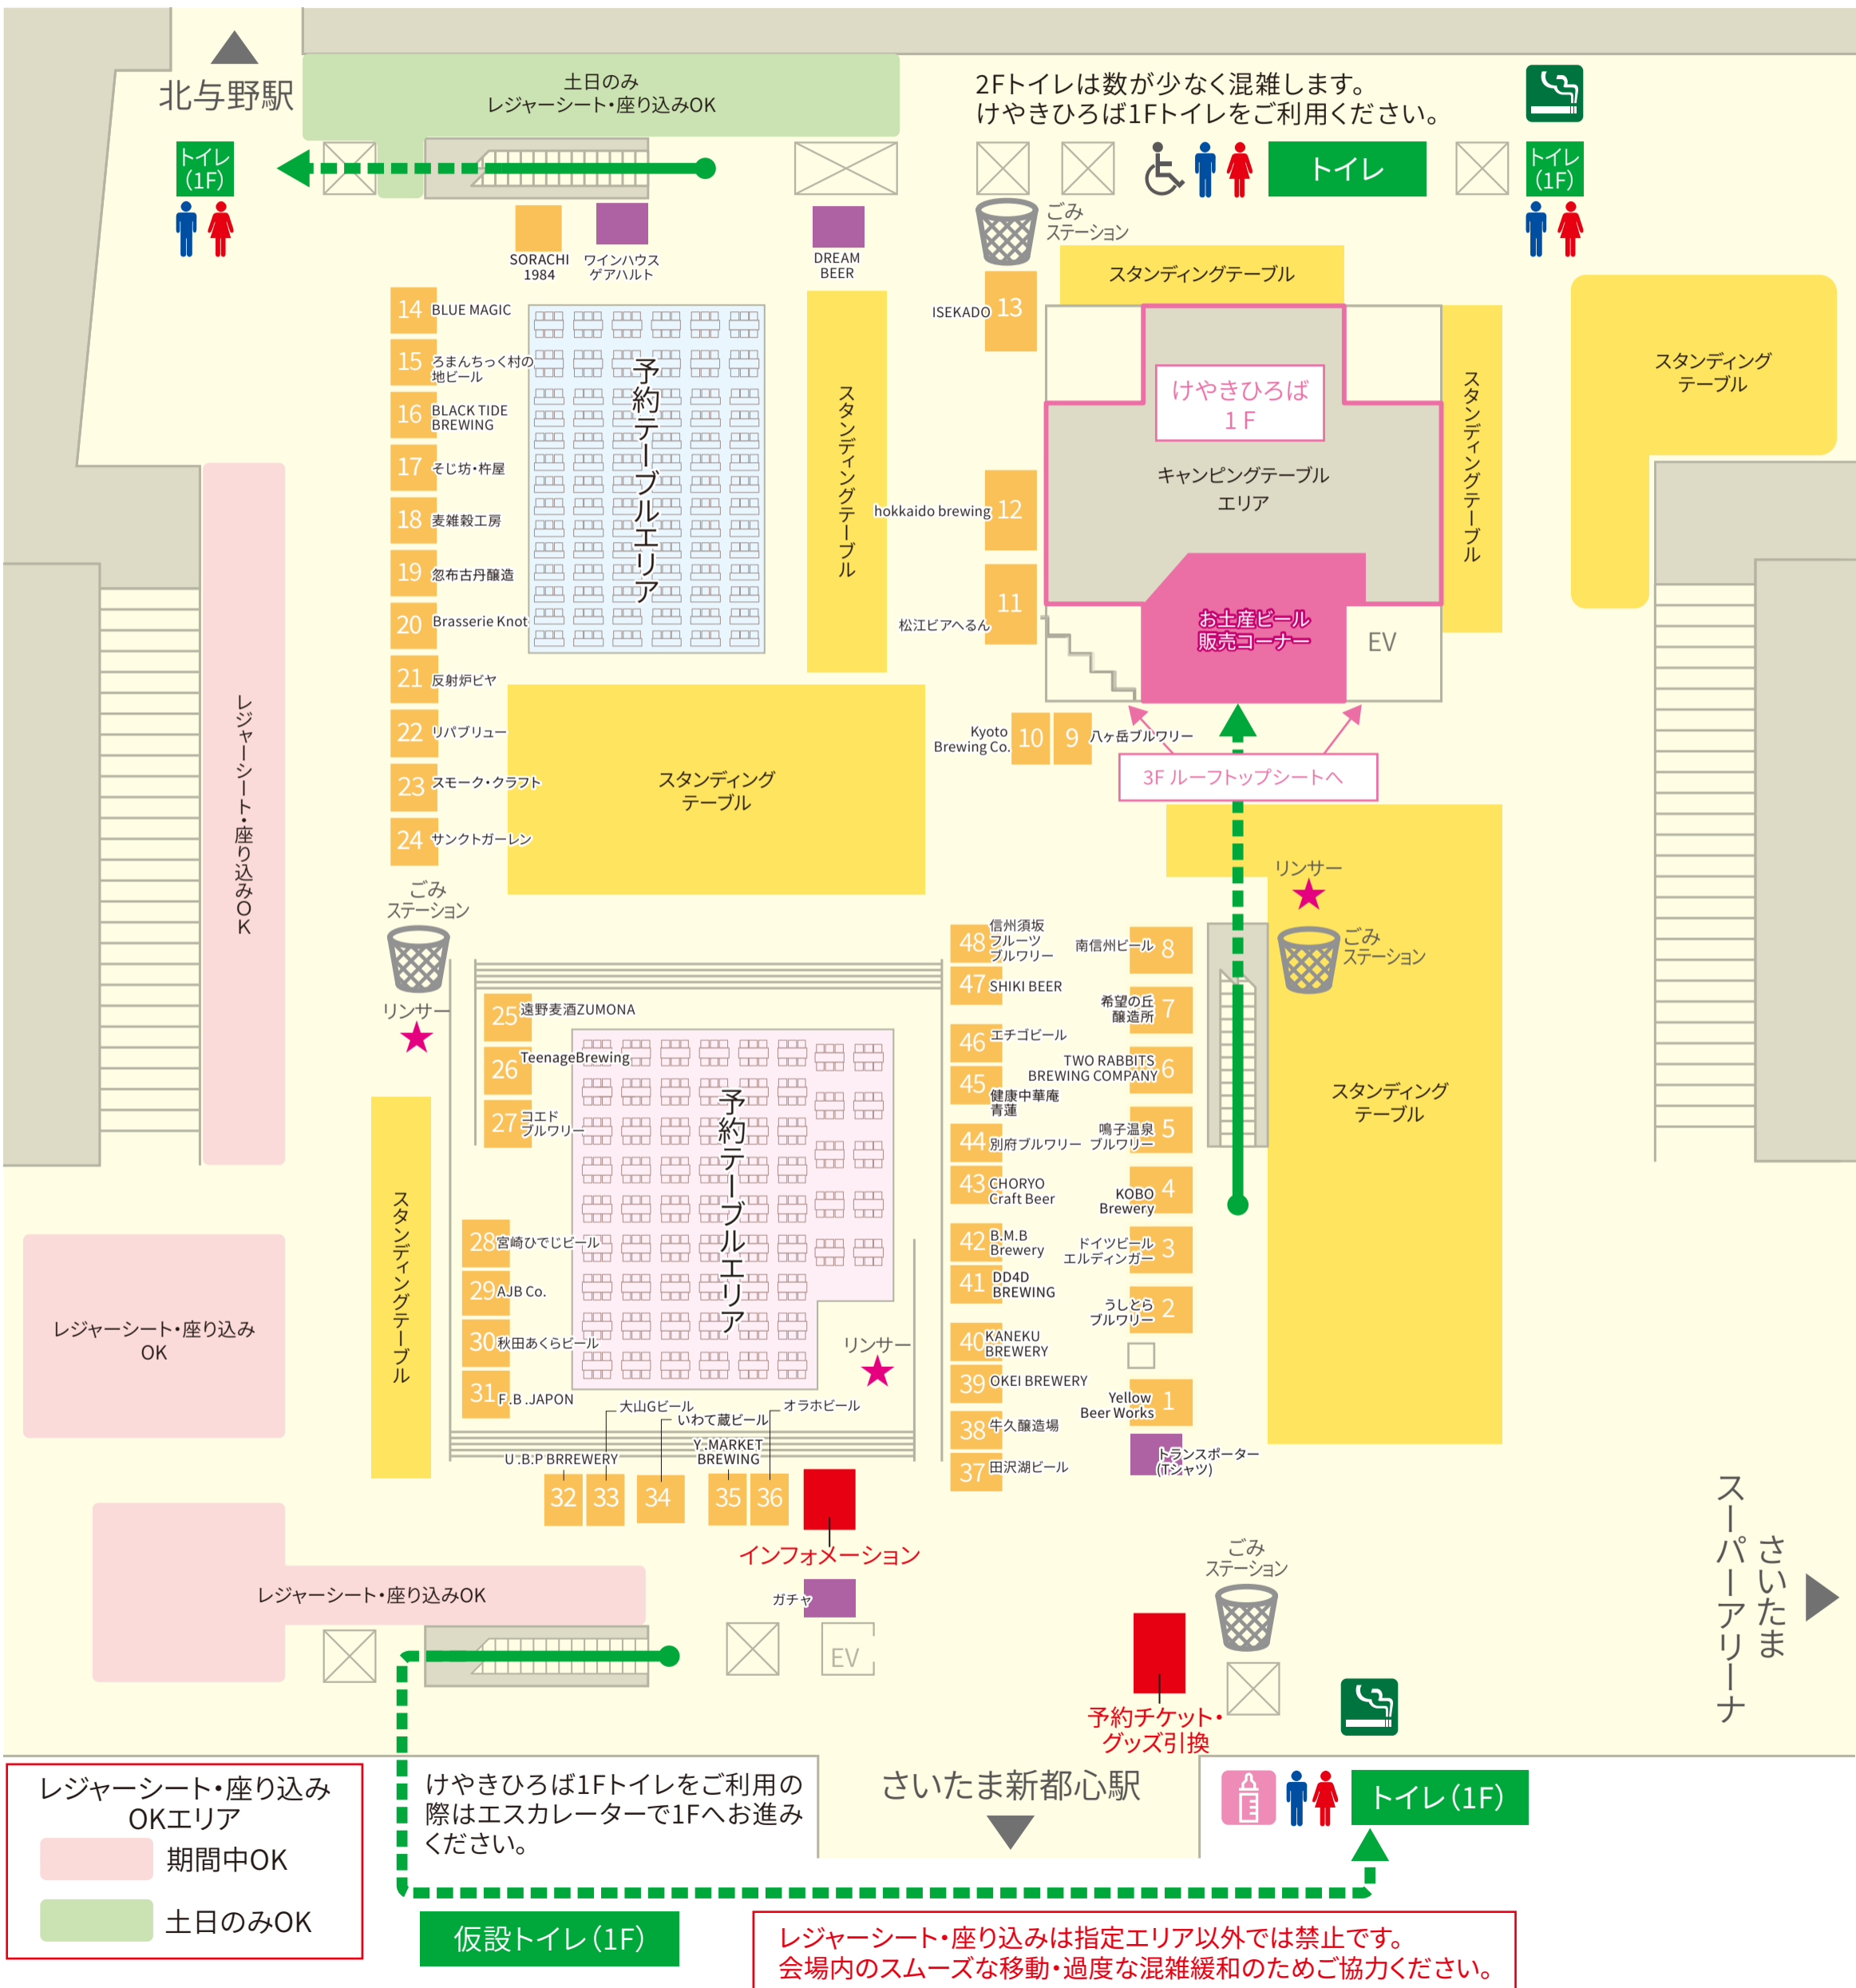 北与野駅
土日のみ
レジャーシート・座り込みOK
2Fトイレは数が少なく混雑します。
けやきひろば1Fトイレをご利用ください。
トイレ
(1F)
トイレ
トイレ
(1F)
ごみ
ステーション
SORACHI
1984
ワインハウス
ゲアハルト
DREAM
BEER
スタンディングテーブル
13
ISEKADO
14
BLUE MAGIC
15
ろまんちっく村の
地ビール
16
BLACK TIDE
BREWING
17
そじ坊・杵屋
18
麦雑穀工房
19
忽布古丹醸造
20
Brasserie Knot
21
反射炉ビヤ
22
リパブリュー
23
スモーク・クラフト
24
サンクトガーレン
予約テーブルエリア
スタンディングテーブル
スタンディング
テーブル
けやきひろば
1F
キャンピングテーブル
エリア
スタンディングテーブル
スタンディング
テーブル
hokkaido brewing
12
11
松江ビアへるん
お土産ビール
販売コーナー
EV
Kyoto
Brewing Co.
10
9
八ヶ岳ブルワリー
3F ルーフトップシートへ
レジャーシート・座り込みOK
ごみ
ステーション
リンサー
リンサー
ごみ
ステーション
25
遠野麦酒ZUMONA
26
TeenageBrewing
27
コエド
ブルワリー
28
宮崎ひでじビール
29
AJB Co.
30
秋田あくらビール
31
F.B.JAPON
予約テーブルエリア
リンサー
スタンディングテーブル
48
信州須坂
フルーツ
ブルワリー
47
SHIKI BEER
46
エチゴビール
45
健康中華庵
青蓮
44
別府ブルワリー
43
CHORYO
Craft Beer
42
B.M.B
Brewery
41
DD4D
BREWING
40
KANEKU
BREWERY
39
OKEI BREWERY
38
牛久醸造場
37
田沢湖ビール
南信州ビール
8
希望の丘
醸造所
7
TWO RABBITS
BREWING COMPANY
6
鳴子温泉
ブルワリー
5
KOBO
Brewery
4
ドイツビール
エルディンガー
3
うしとら
ブルワリー
2
Yellow
Beer Works
1
トランスポーター
(Tシャツ)
スタンディング
テーブル
レジャーシート・座り込み
OK
大山Gビール
いわて蔵ビール
オラホビール
U.B.P BRREWERY
Y.MARKET
BREWING
32
33
34
35
36
インフォメーション
ガチャ
EV
レジャーシート・座り込みOK
ごみ
ステーション
予約チケット・
グッズ引換
さいたま
スーパーアリーナ
レジャーシート・座り込み
OKエリア
期間中OK
土日のみOK
けやきひろば1Fトイレをご利用の
際はエスカレーターで1Fへお進み
ください。
さいたま新都心駅
トイレ(1F)
仮設トイレ(1F)
レジャーシート・座り込みは指定エリア以外では禁止です。
会場内のスムーズな移動・過度な混雑緩和のためご協力ください。